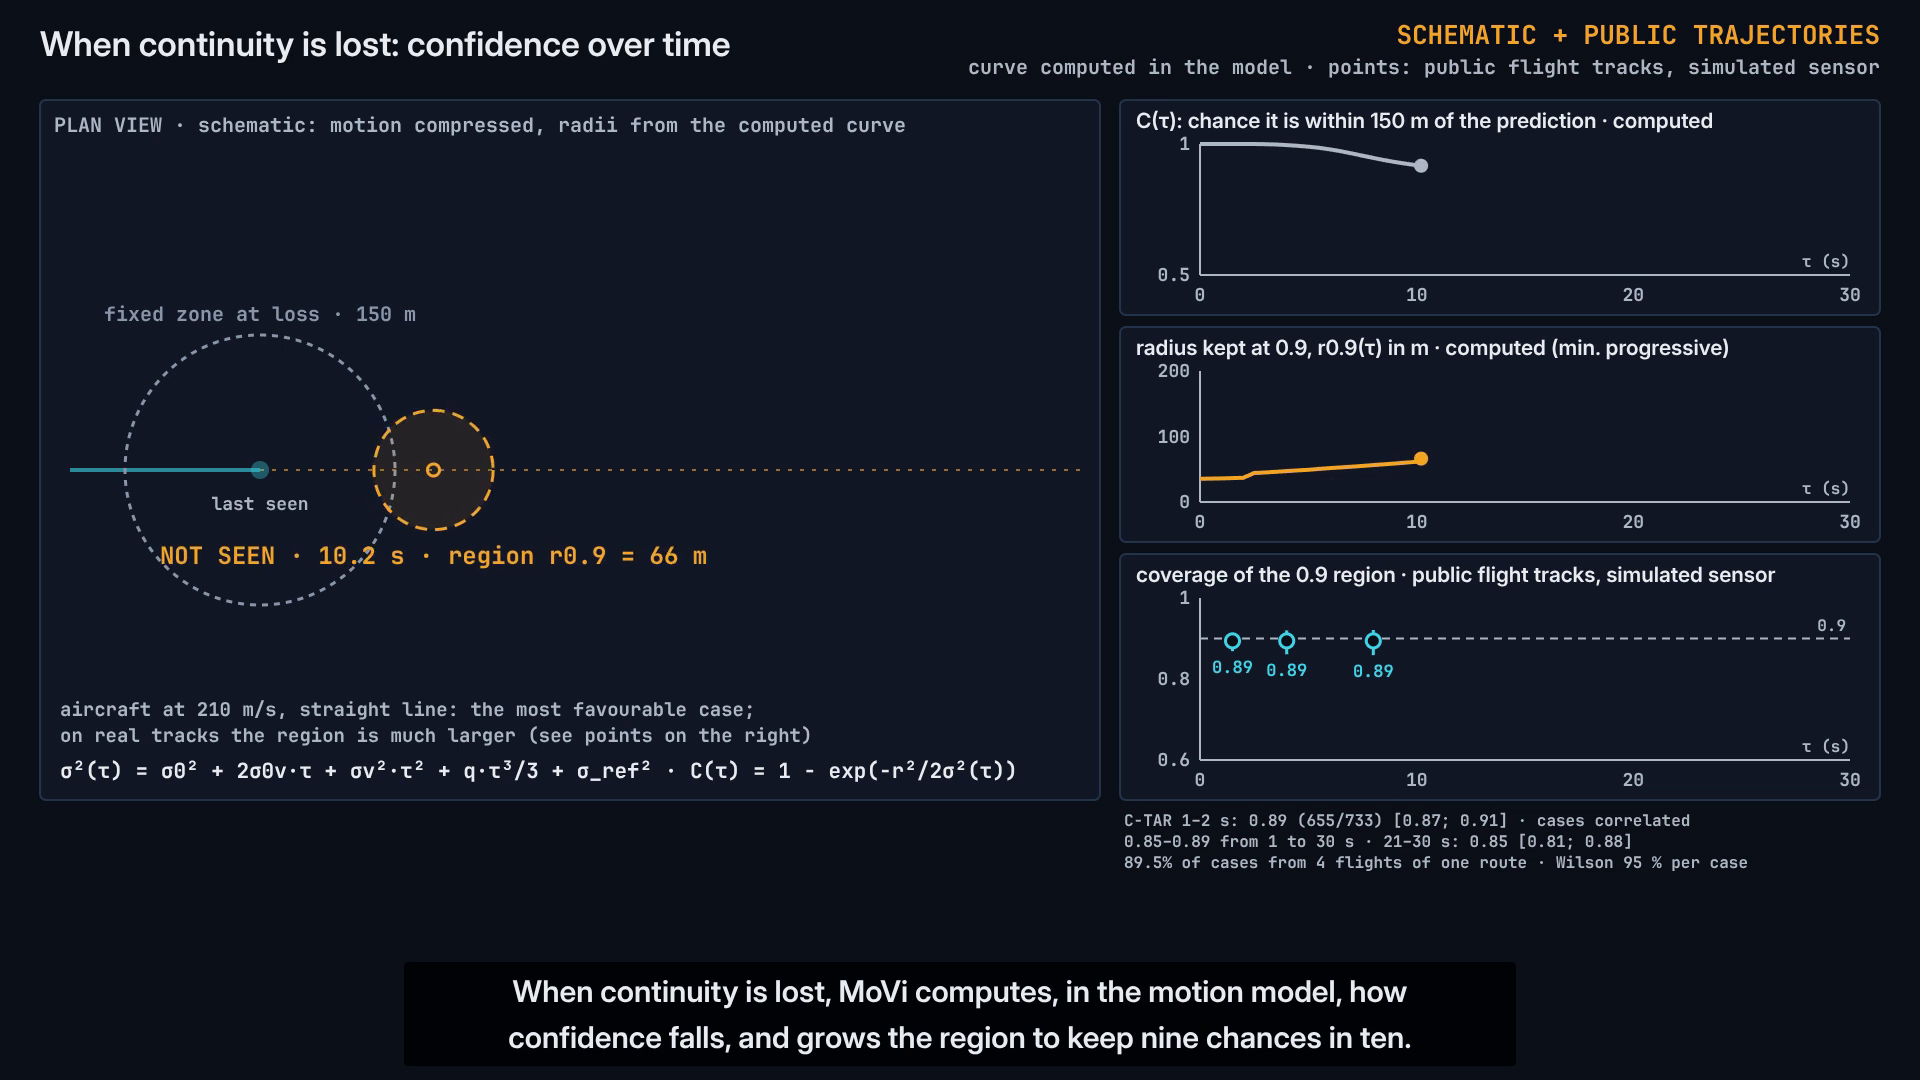 When continuity is lost: confidence over time
SCHEMATIC + PUBLIC TRAJECTORIES
curve computed in the model · points: public flight tracks, simulated sensor
PLAN VIEW · schematic: motion compressed, radii from the computed curve
fixed zone at loss · 150 m
last seen
NOT SEEN · 10.2 s · region r0.9 = 66 m
aircraft at 210 m/s, straight line: the most favourable case;
on real tracks the region is much larger (see points on the right)
σ²(τ) = σ0² + 2σ0v·τ + σv²·τ² + q·τ³/3 + σ_ref² · C(τ) = 1 - exp(-r²/2σ²(τ))
C(τ): chance it is within 150 m of the prediction · computed
1
0.5
τ (s)
0 10 20 30
radius kept at 0.9, r0.9(τ) in m · computed (min. progressive)
200
100
0
τ (s)
0 10 20 30
coverage of the 0.9 region · public flight tracks, simulated sensor
1
0.9
0.89 0.89 0.89
0.8
τ (s)
0.6
0 10 20 30
C-TAR 1–2 s: 0.89 (655/733) [0.87; 0.91] · cases correlated
0.85–0.89 from 1 to 30 s · 21–30 s: 0.85 [0.81; 0.88]
89.5% of cases from 4 flights of one route · Wilson 95 % per case
When continuity is lost, MoVi computes, in the motion model, how
confidence falls, and grows the region to keep nine chances in ten.